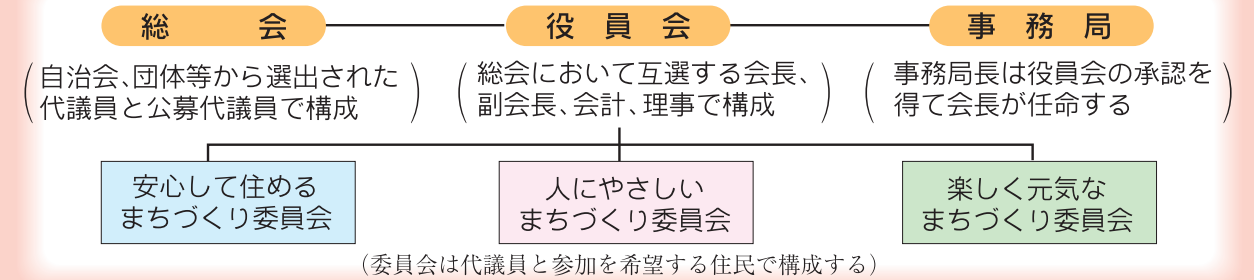 総会
役員会
事務局
(自治会、団体等から選出された
代議員と公募代議員で構成)
(総会において互選する会長、
副会長、会計、理事で構成)
(事務局長は役員会の承認を
得て会長が任命する)
安心して住める
まちづくり委員会
人にやさしい
まちづくり委員会
楽しく元気な
まちづくり委員会
(委員会は代議員と参加を希望する住民で構成する)